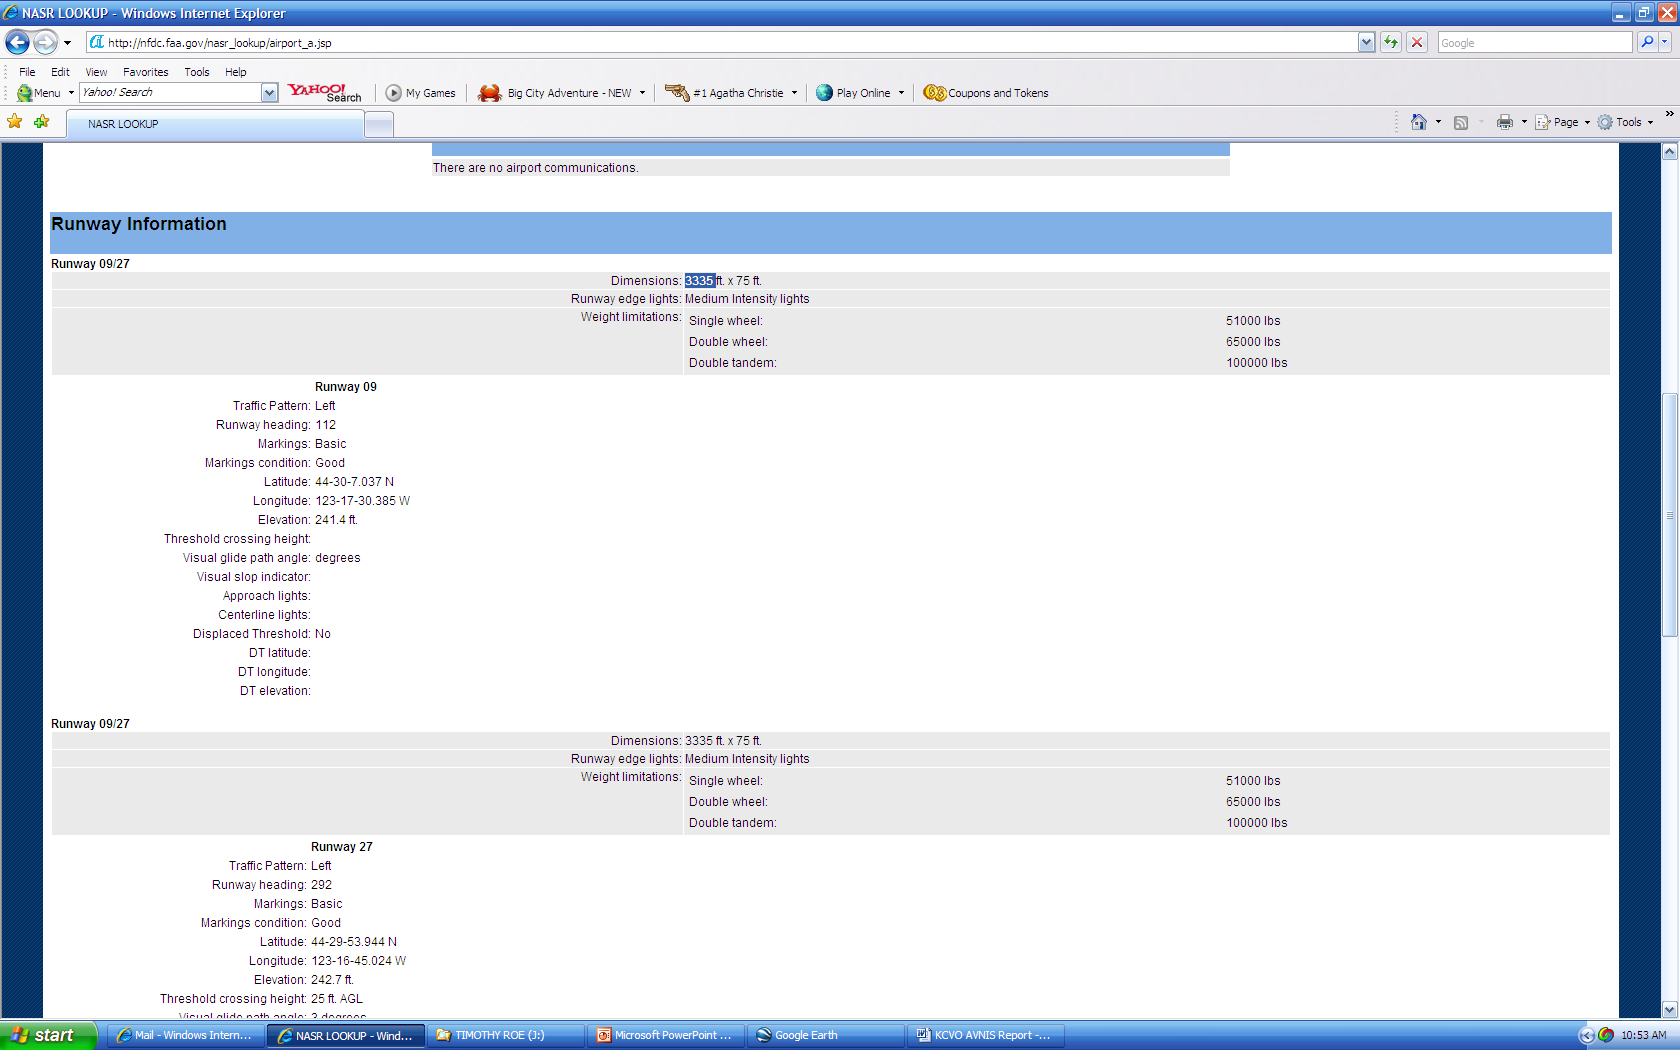 NASR LOOKUP - Windows Internet Explorer
http://nfdc.faa.gov/nasr_lookup/airport_a.jsp
Google
File Edit View Favorites Tools Help
Menu Yahoo! Search YAHOO! Search My Games Big City Adventure - NEW #1 Agatha Christie Play Online Coupons and Tokens
NASR LOOKUP Page Tools »
There are no airport communications.
Runway Information
Runway 09/27
Dimensions: 3335 ft. x 75 ft.
Runway edge lights: Medium Intensity lights
Weight limitations: Single wheel: 51000 lbs
Double wheel: 65000 lbs
Double tandem: 100000 lbs
Runway 09
Traffic Pattern: Left
Runway heading: 112
Markings: Basic
Markings condition: Good
Latitude: 44-30-7.037 N
Longitude: 123-17-30.385 W
Elevation: 241.4 ft.
Threshold crossing height:
Visual glide path angle: degrees
Visual slop indicator:
Approach lights:
Centerline lights:
Displaced Threshold: No
DT latitude:
DT longitude:
DT elevation:
Runway 09/27
Dimensions: 3335 ft. x 75 ft.
Runway edge lights: Medium Intensity lights
Weight limitations: Single wheel: 51000 lbs
Double wheel: 65000 lbs
Double tandem: 100000 lbs
Runway 27
Traffic Pattern: Left
Runway heading: 292
Markings: Basic
Markings condition: Good
Latitude: 44-29-53.944 N
Longitude: 123-16-45.024 W
Elevation: 242.7 ft.
Threshold crossing height: 25 ft. AGL
Visual glide path angle: 3 degrees
start Mail - Windows Intern... NASR LOOKUP - Wind... TIMOTHY ROE (J:) Microsoft PowerPoint ... Google Earth KCVO AVNIS Report -... 10:53 AM